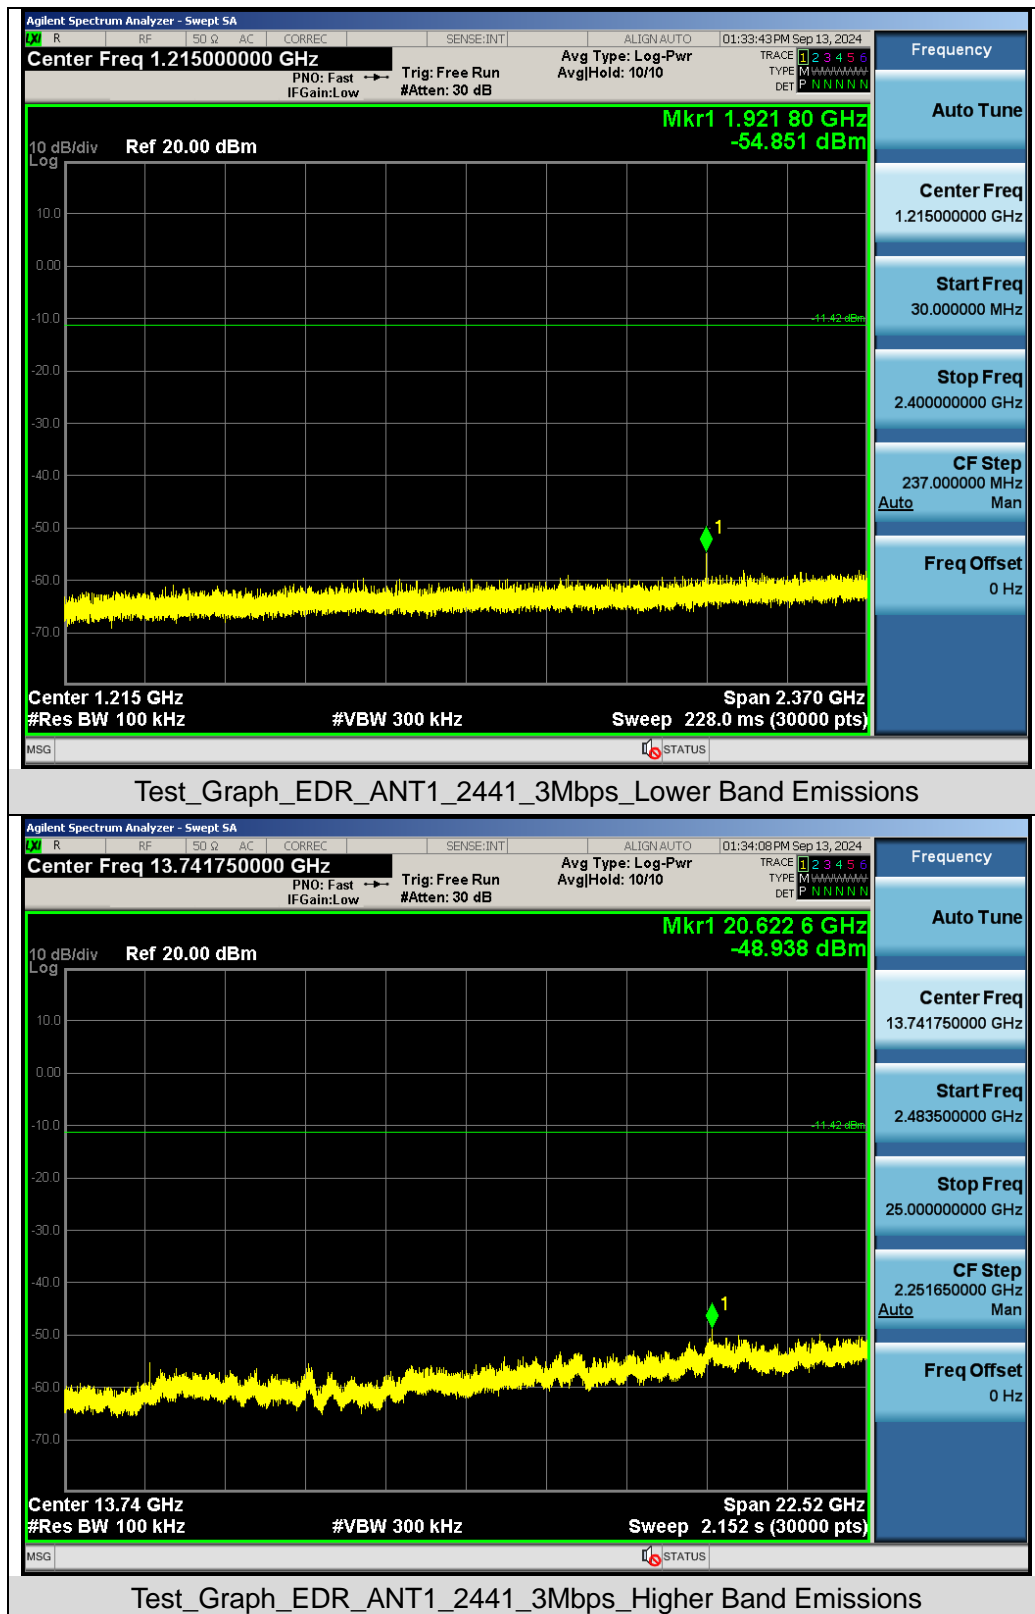 Agilent Spectrum Analyzer - Swept SA
LXI R RF 50 Ω AC CORREC SENSE:INT ALIGN AUTO 01:33:43 PM Sep 13, 2024
Center Freq 1.215000000 GHz
PNO: Fast
IFGain:Low
Trig: Free Run
#Atten: 30 dB
Avg Type: Log-Pwr
Avg|Hold: 10/10
TRACE 1 2 3 4 5 6
TYPE M WWWWW
DET P N N N N N
Frequency
Mkr1 1.921 80 GHz
-54.851 dBm
10 dB/div Ref 20.00 dBm
Log
10.0
0.00
-10.0
-11.42 dBm
-20.0
-30.0
-40.0
-50.0
1
-60.0
-70.0
Center 1.215 GHz Span 2.370 GHz
#Res BW 100 kHz #VBW 300 kHz Sweep 228.0 ms (30000 pts)
MSG STATUS
Auto Tune
Center Freq
1.215000000 GHz
Start Freq
30.000000 MHz
Stop Freq
2.400000000 GHz
CF Step
237.000000 MHz
Auto Man
Freq Offset
0 Hz
Test_Graph_EDR_ANT1_2441_3Mbps_Lower Band Emissions
Agilent Spectrum Analyzer - Swept SA
LXI R RF 50 Ω AC CORREC SENSE:INT ALIGN AUTO 01:34:08 PM Sep 13, 2024
Center Freq 13.741750000 GHz
PNO: Fast
IFGain:Low
Trig: Free Run
#Atten: 30 dB
Avg Type: Log-Pwr
Avg|Hold: 10/10
TRACE 1 2 3 4 5 6
TYPE M WWWWW
DET P N N N N N
Frequency
Mkr1 20.622 6 GHz
-48.938 dBm
10 dB/div Ref 20.00 dBm
Log
10.0
0.00
-10.0
-11.42 dBm
-20.0
-30.0
-40.0
-50.0
1
-60.0
-70.0
Center 13.74 GHz Span 22.52 GHz
#Res BW 100 kHz #VBW 300 kHz Sweep 2.152 s (30000 pts)
MSG STATUS
Auto Tune
Center Freq
13.741750000 GHz
Start Freq
2.483500000 GHz
Stop Freq
25.000000000 GHz
CF Step
2.251650000 GHz
Auto Man
Freq Offset
0 Hz
Test_Graph_EDR_ANT1_2441_3Mbps_Higher Band Emissions